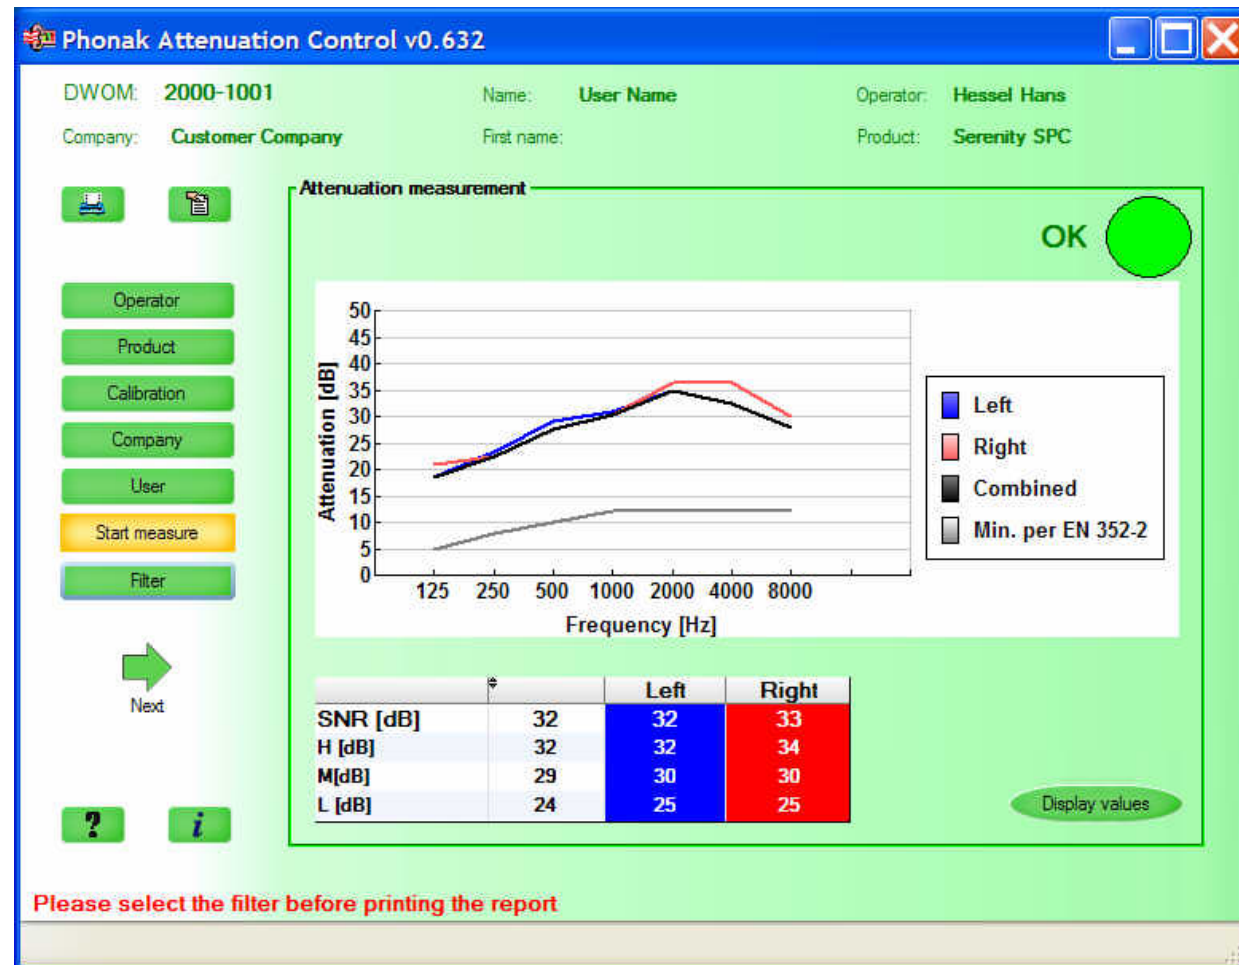 Phonak Attenuation Control v0.632
DWOM: 2000-1001 Name: User Name Operator: Hessel Hans
Company: Customer Company First name: Product: Serenity SPC
Attenuation measurement
OK
Operator
Product
Calibration
Company
User
Start measure
Filter
Next
Attenuation [dB]
50
45
40
35
30
25
20
15
10
5
0
125 250 500 1000 2000 4000 8000
Frequency [Hz]
Left
Right
Combined
Min. per EN 352-2
Left Right
SNR [dB] 32 32 33
H [dB] 32 32 34
M[dB] 29 30 30
L [dB] 24 25 25
Display values
? i
Please select the filter before printing the report